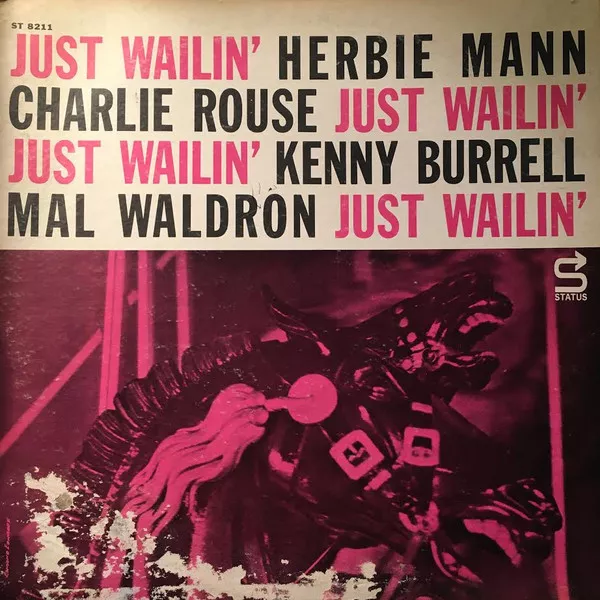 ST 8211
JUST WAILIN' HERBIE MANN
CHARLIE ROUSE JUST WAILIN'
JUST WAILIN' KENNY BURRELL
MAL WALDRON JUST WAILIN'
STATUS